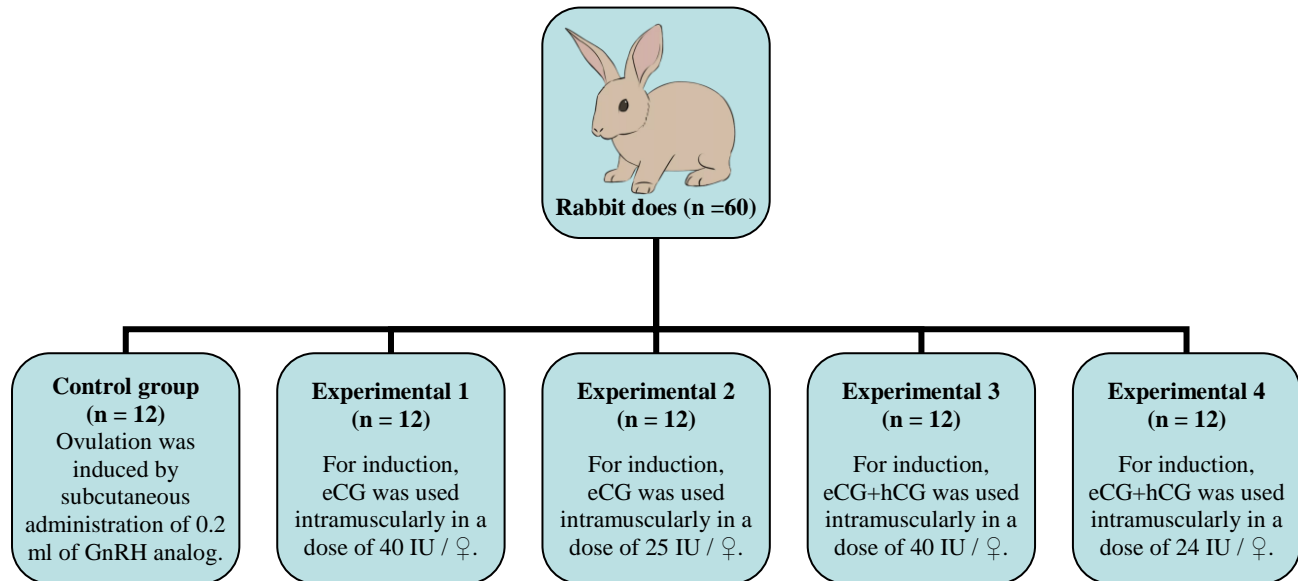 Rabbit does (n =60)
Control group
(n = 12)
Ovulation was
induced by
subcutaneous
administration of 0.2
ml of GnRH analog.
Experimental 1
(n = 12)
For induction,
eCG was used
intramuscularly in a
dose of 40 IU / ♀.
Experimental 2
(n = 12)
For induction,
eCG was used
intramuscularly in a
dose of 25 IU / ♀.
Experimental 3
(n = 12)
For induction,
eCG+hCG was used
intramuscularly in a
dose of 40 IU / ♀.
Experimental 4
(n = 12)
For induction,
eCG+hCG was used
intramuscularly in a
dose of 24 IU / ♀.